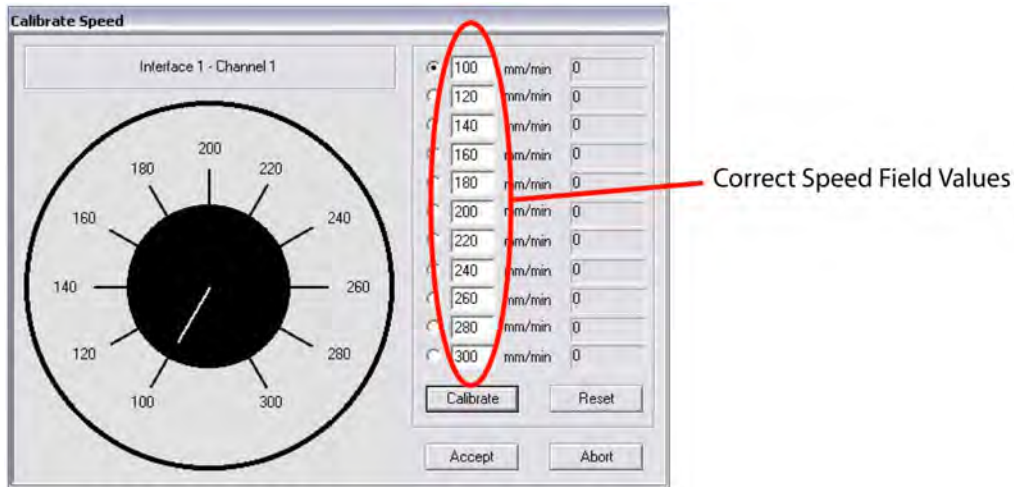 Calibrate Speed
Interface 1 - Channel 1
200
180
220
160
240
140
260
120
280
100
300
100 mm/min 0
120 mm/min 0
140 mm/min 0
160 mm/min 0
180 mm/min 0
200 mm/min 0
220 mm/min 0
240 mm/min 0
260 mm/min 0
280 mm/min 0
300 mm/min 0
Calibrate Reset
Accept Abort
Correct Speed Field Values